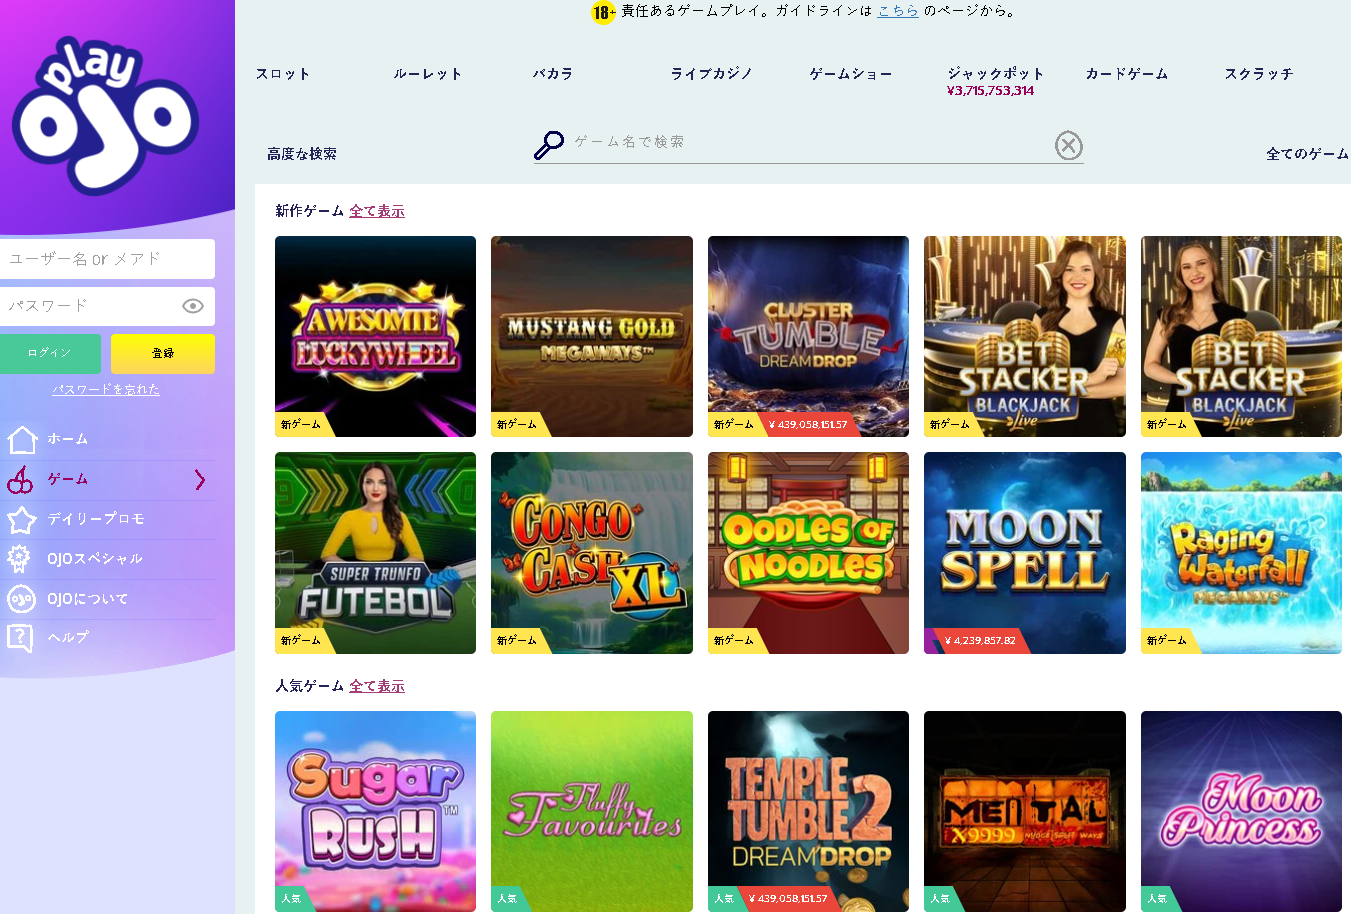 18+ 責任あるゲームプレイ。ガイドラインは こちら のページから。
play
OJO
スロット
ルーレット
バカラ
ライブカジノ
ゲームショー
ジャックポット
¥3,715,753,314
カードゲーム
スクラッチ
高度な検索
ゲーム名で検索
全てのゲーム
ユーザー名 or メアド
パスワード
ログイン
登録
パスワードを忘れた
ホーム
ゲーム
デイリープロモ
OJOスペシャル
OJOについて
ヘルプ
新作ゲーム 全て表示
AWESOMTE
LUCKYWHEEL
新ゲーム
MUSTANG GOLD
MEGAWAYS™
新ゲーム
CLUSTER
TUMBLE 2
DREAM DROP
新ゲーム ¥ 439,058,151.57
BET
STACKER
BLACKJACK
live
新ゲーム
BET
STACKER
BLACKJACK
live
新ゲーム
SUPER TRUNFO
FUTEBOL
新ゲーム
CONGO
CASH
XL
新ゲーム
OODLES OF
NOODLES
新ゲーム
MOON
SPELL
¥ 4,239,857.82
Raging
Waterfall
MEGAWAYS™
新ゲーム
人気ゲーム 全て表示
Sugar
RUSH™
人気
Fluffy
Favourites
人気
TEMPLE
TUMBLE 2
DREAM DROP
人気 ¥ 439,058,151.57
MENTAL
X9999 NUDGE SPLIT WAYS
人気
Moon
Princess
人気